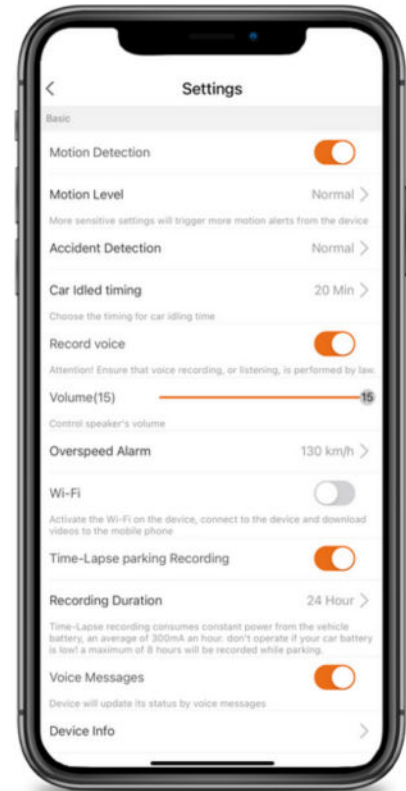 Settings
Basic
Motion Detection
Motion Level Normal
More sensitive settings will trigger more motion alerts from the device
Accident Detection Normal
Car Idled timing 20 Min
Choose the timing for car idling time
Record voice
Attention! Ensure that voice recording, or listening, is performed by law.
Volume(15) 15
Control speaker's volume
Overspeed Alarm 130 km/h
Wi-Fi
Activate the Wi-Fi on the device, connect to the device and download
videos to the mobile phone
Time-Lapse parking Recording
Recording Duration 24 Hour
Time-Lapse recording consumes constant power from the vehicle
battery, an average of 300mA an hour. don't operate if your car battery
is low! a maximum of 8 hours will be recorded while parking.
Voice Messages
Device will update its status by voice messages
Device Info